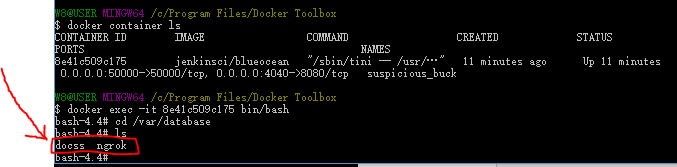 W8@USER MINGW64 /c/Program Files/Docker Toolbox
$ docker container ls
CONTAINER ID IMAGE COMMAND CREATED STATUS
PORTS NAMES
8e41c509c175 jenkinsci/blueocean "/sbin/tini -- /usr/…" 11 minutes ago Up 11 minutes
0.0.0.0:50000->50000/tcp, 0.0.0.0:4040->8080/tcp suspicious_buck
W8@USER MINGW64 /c/Program Files/Docker Toolbox
$ docker exec -it 8e41c509c175 bin/bash
bash-4.4# cd /var/database
bash-4.4# ls
docss ngrok
bash-4.4#